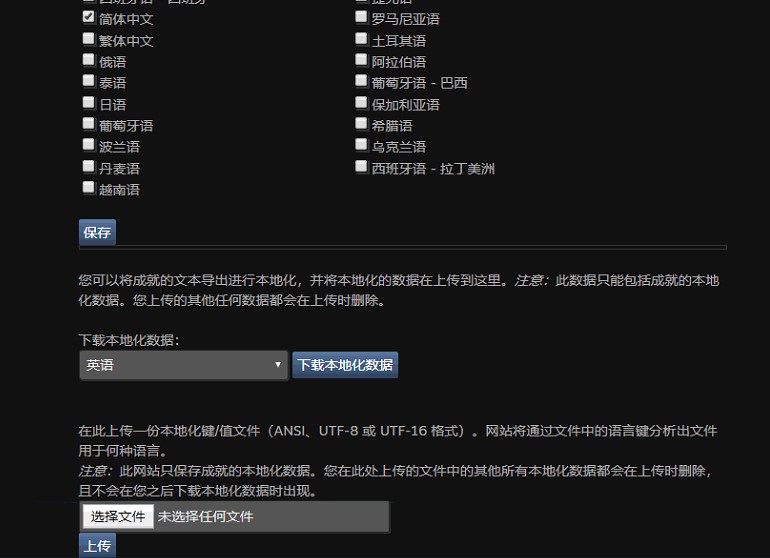 简体中文 罗马尼亚语
繁体中文 土耳其语
俄语 阿拉伯语
泰语 葡萄牙语 - 巴西
日语 保加利亚语
葡萄牙语 希腊语
波兰语 乌克兰语
丹麦语 西班牙语 - 拉丁美洲
越南语
保存
您可以将成就的文本导出进行本地化，并将本地化的数据在上传到这里。注意：此数据只能包括成就的本地
化数据。您上传的其他任何数据都会在上传时删除。
下载本地化数据：
英语 下载本地化数据
在此上传一份本地化键/值文件（ANSI、UTF-8 或 UTF-16 格式）。网站将通过文件中的语言键分析出文件
用于何种语言。
注意：此网站只保存成就的本地化数据。您在此处上传的文件中的其他所有本地化数据都会在上传时删除，
且不会在您之后下载本地化数据时出现。
选择文件 未选择任何文件
上传